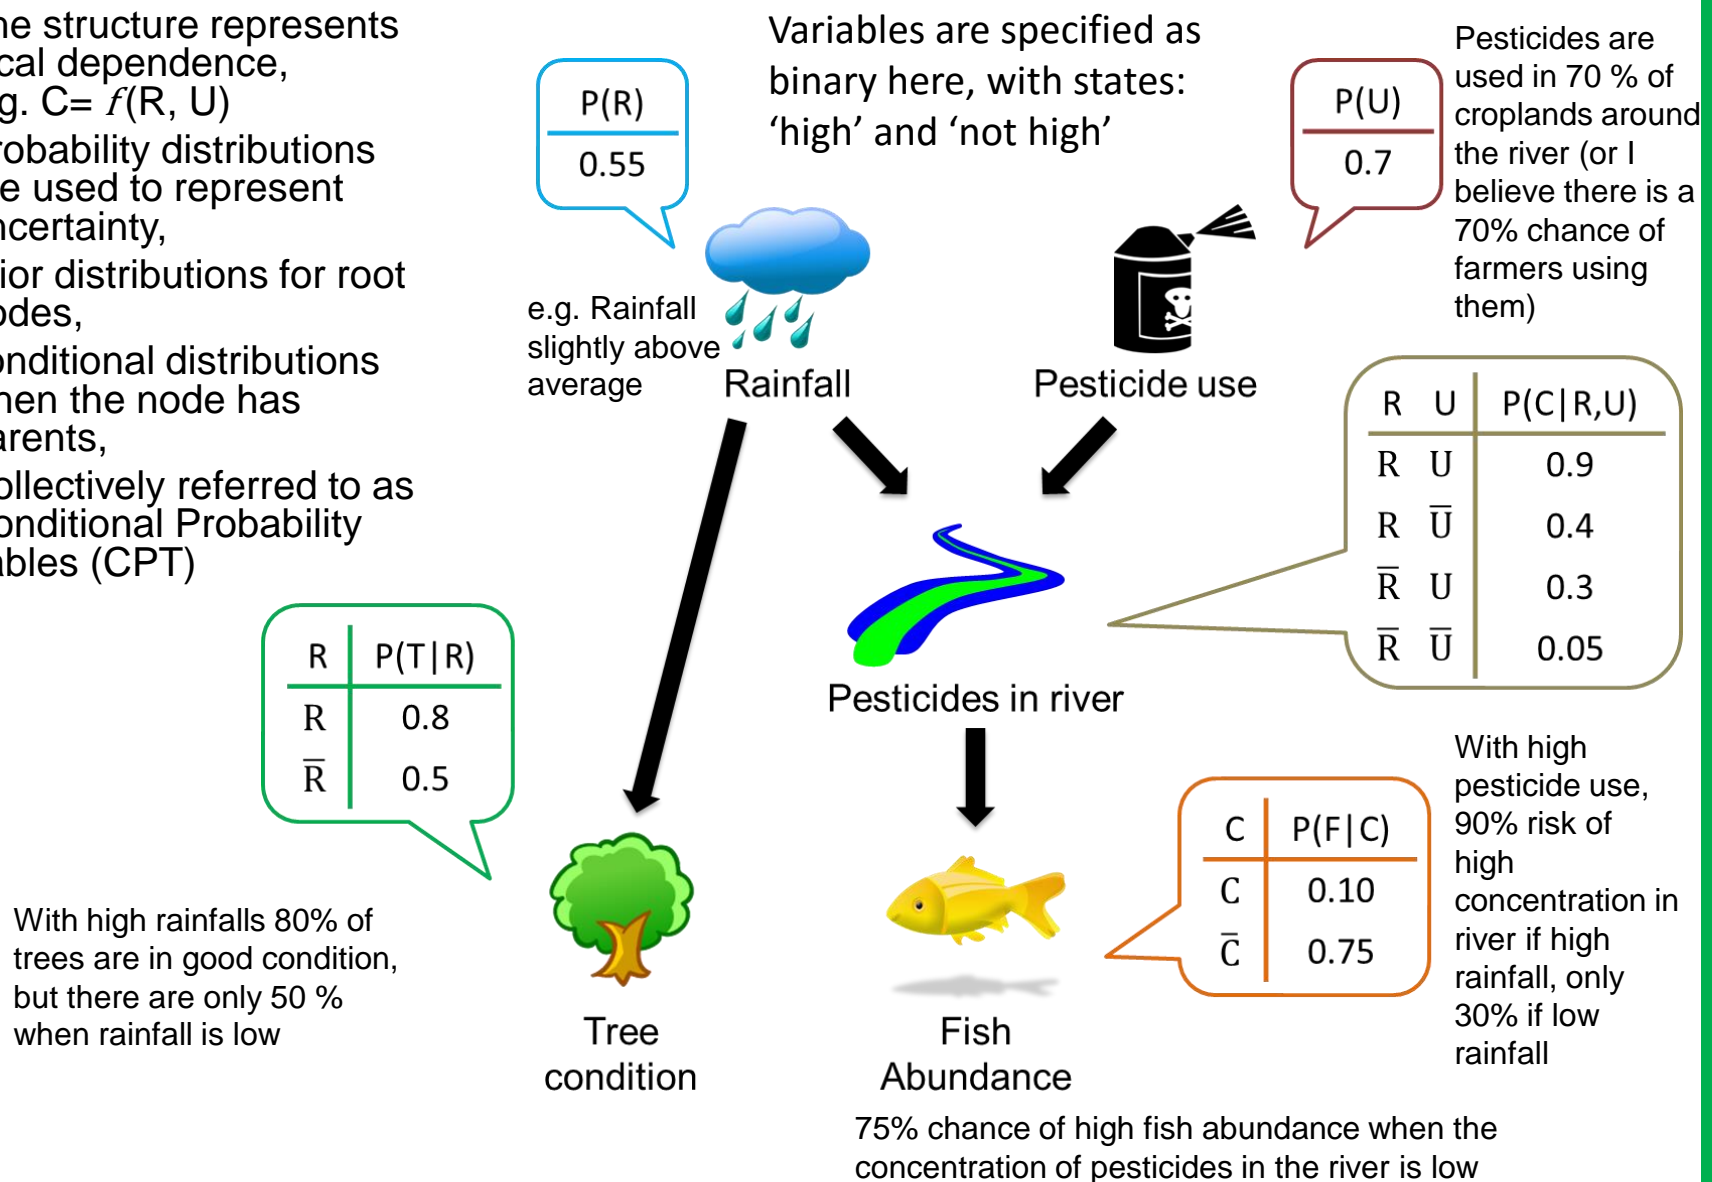 ne structure represents
cal dependence,
g. C= f(R, U)
robability distributions
e used to represent
ncertainty,
ior distributions for root
odes,
onditional distributions
hen the node has
arents,
ollectively referred to as
onditional Probability
ables (CPT)
P(R)
0.55
Variables are specified as
binary here, with states:
‘high’ and ‘not high’
P(U)
0.7
Pesticides are
used in 70 % of
croplands around
the river (or I
believe there is a
70% chance of
farmers using
them)
e.g. Rainfall
slightly above
average
Rainfall
Pesticide use
R U P(C|R,U)
R U 0.9
R U̅ 0.4
R̅ U 0.3
R̅ U̅ 0.05
Pesticides in river
R P(T|R)
R 0.8
R̅ 0.5
With high rainfalls 80% of
trees are in good condition,
but there are only 50 %
when rainfall is low
Tree
condition
C P(F|C)
C 0.10
C̅ 0.75
Fish
Abundance
With high
pesticide use,
90% risk of
high
concentration in
river if high
rainfall, only
30% if low
rainfall
75% chance of high fish abundance when the
concentration of pesticides in the river is low